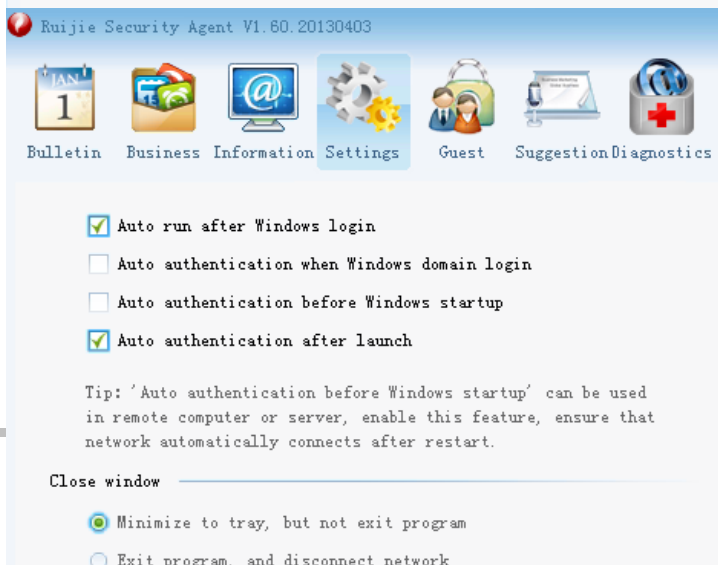 Ruijie Security Agent V1.60.20130403
JAN
1
Bulletin Business Information Settings Guest Suggestion Diagnostics
Auto run after Windows login
Auto authentication when Windows domain login
Auto authentication before Windows startup
Auto authentication after launch
Tip: 'Auto authentication before Windows startup' can be used
in remote computer or server, enable this feature, ensure that
network automatically connects after restart.
Close window
Minimize to tray, but not exit program
Exit program, and disconnect network